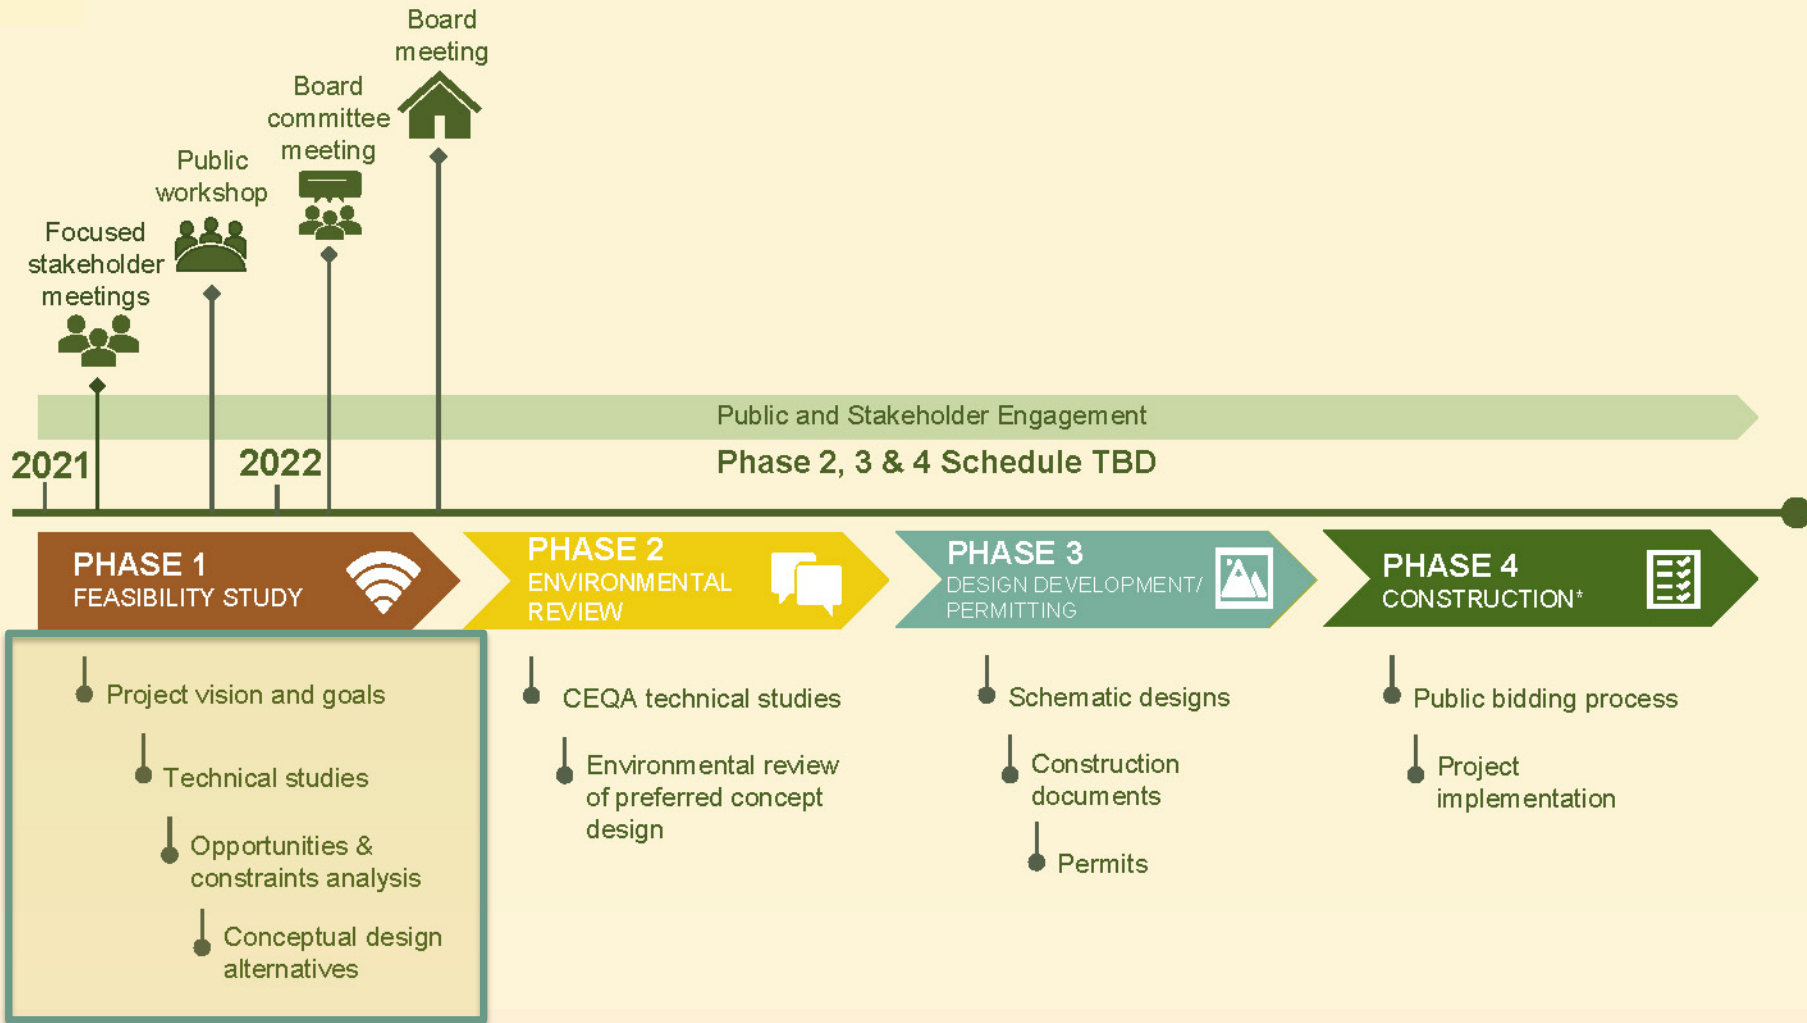 Board
meeting
Board
committee
meeting
Public
workshop
Focused
stakeholder
meetings
Public and Stakeholder Engagement
2021
2022
Phase 2, 3 & 4 Schedule TBD
PHASE 1
FEASIBILITY STUDY
PHASE 2
ENVIRONMENTAL
REVIEW
PHASE 3
DESIGN DEVELOPMENT/
PERMITTING
PHASE 4
CONSTRUCTION*
Project vision and goals
Technical studies
Opportunities &
constraints analysis
Conceptual design
alternatives
CEQA technical studies
Environmental review
of preferred concept
design
Schematic designs
Construction
documents
Permits
Public bidding process
Project
implementation